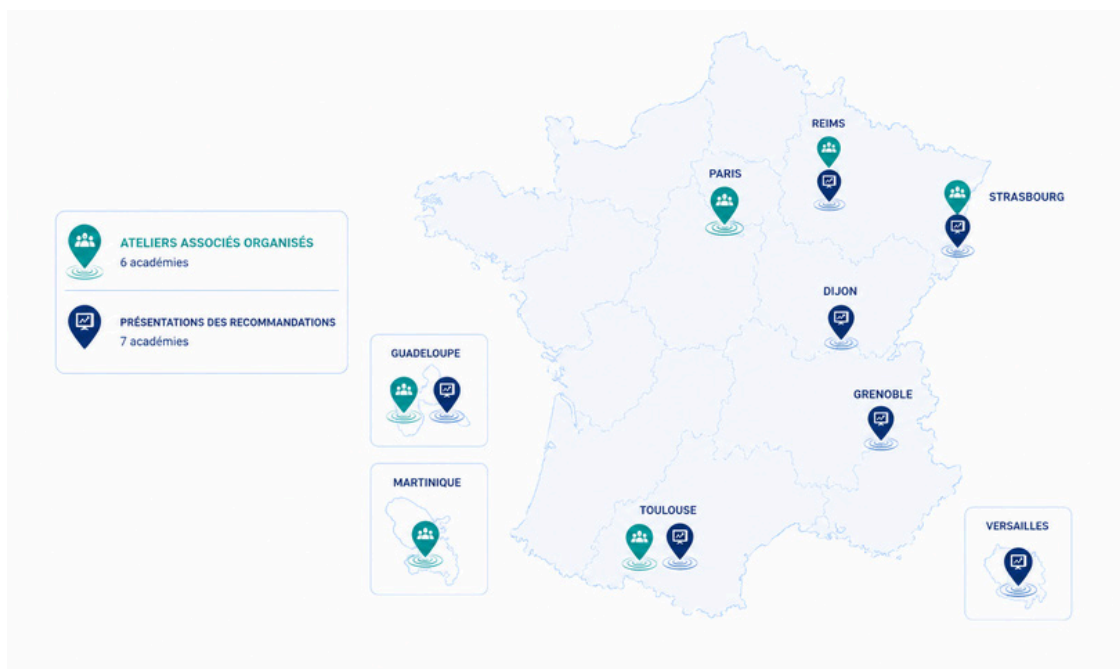 REIMS
PARIS
STRASBOURG
ATELIERS ASSOCIÉS ORGANISÉS
6 académies
PRÉSENTATIONS DES RECOMMANDATIONS
7 académies
DIJON
GUADELOUPE
GRENOBLE
MARTINIQUE
TOULOUSE
VERSAILLES